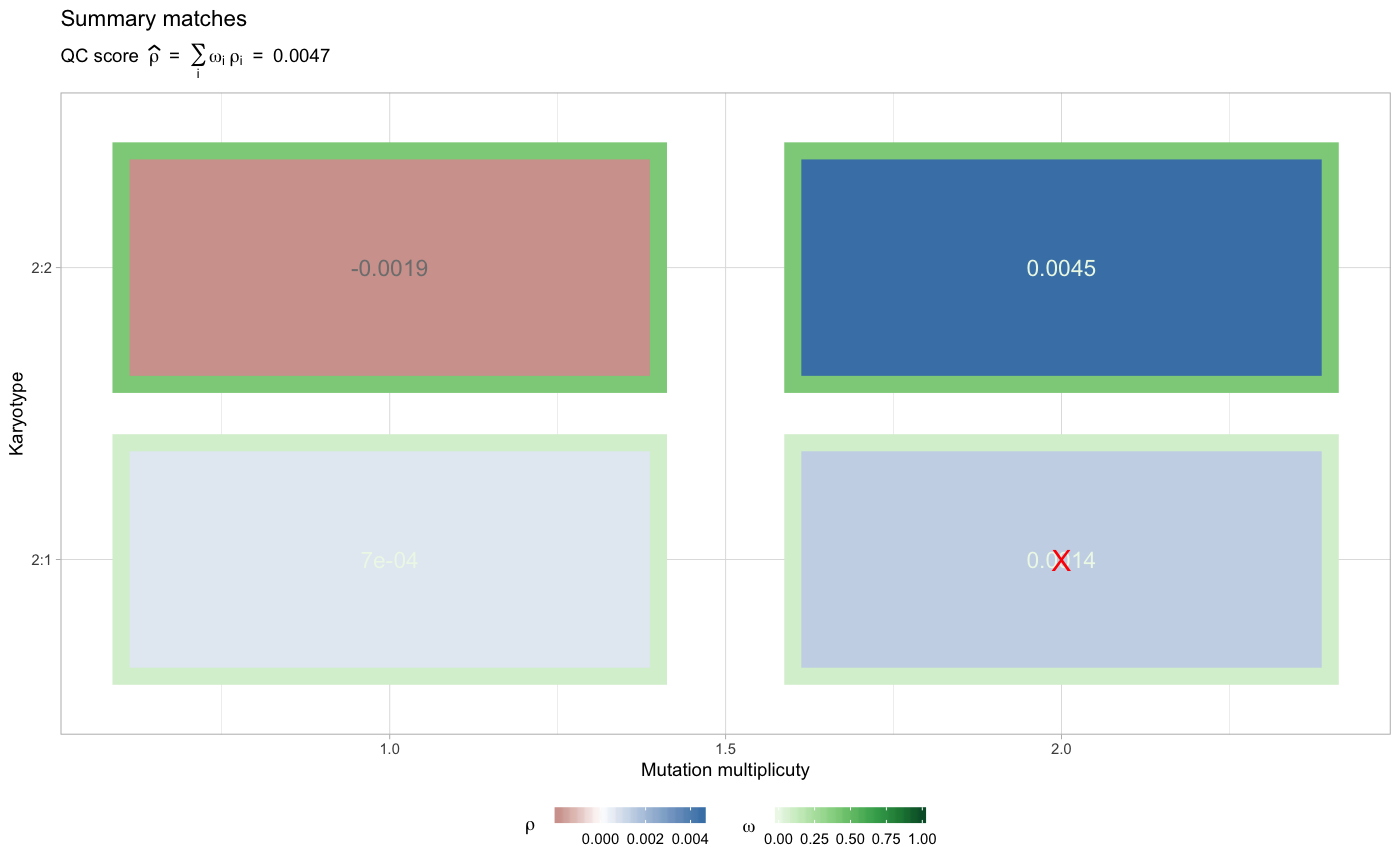 Summary matches
QC score ρ̂ = ∑ᵢ ωᵢ ρᵢ = 0.0047
2:2
-0.0019
0.0045
Karyotype
2:1
7e-04
0.0014
X
1.0
1.5
2.0
Mutation multiplicuty
ρ
0.000 0.002 0.004
ω
0.00 0.25 0.50 0.75 1.00